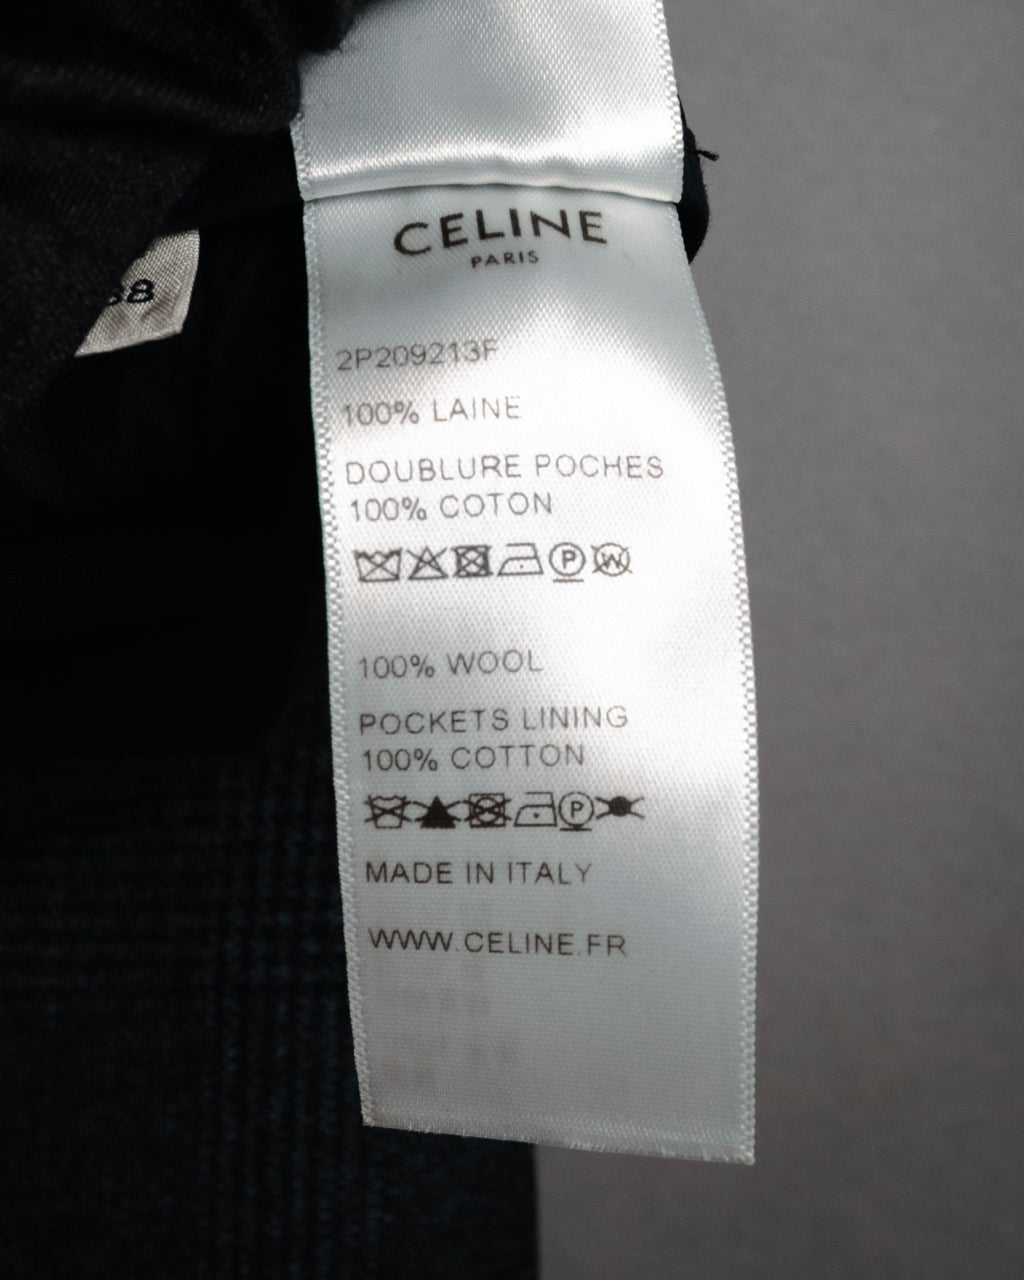 CELINE
PARIS
38
2P209213F
100% LAINE
DOUBLURE POCHES
100% COTON
P W
100% WOOL
POCKETS LINING
100% COTTON
P
MADE IN ITALY
WWW.CELINE.FR